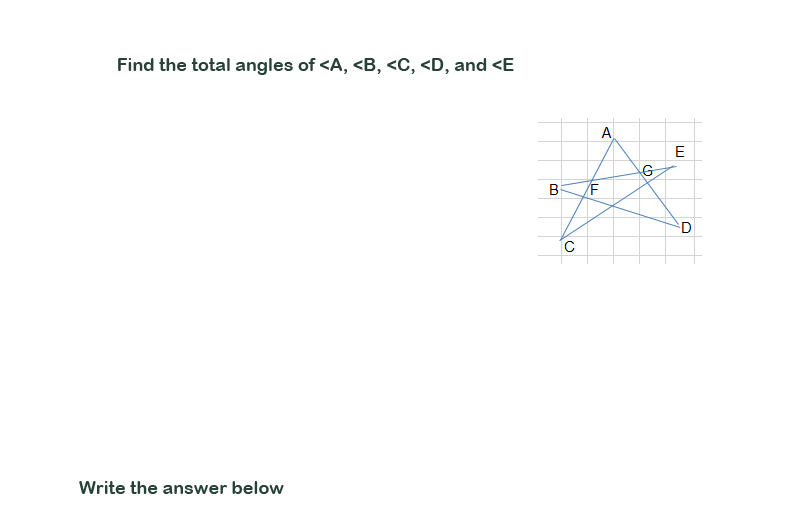 Find the total angles of <A, <B, <C, <D, and <E
A
E
G
B
F
D
C
Write the answer below